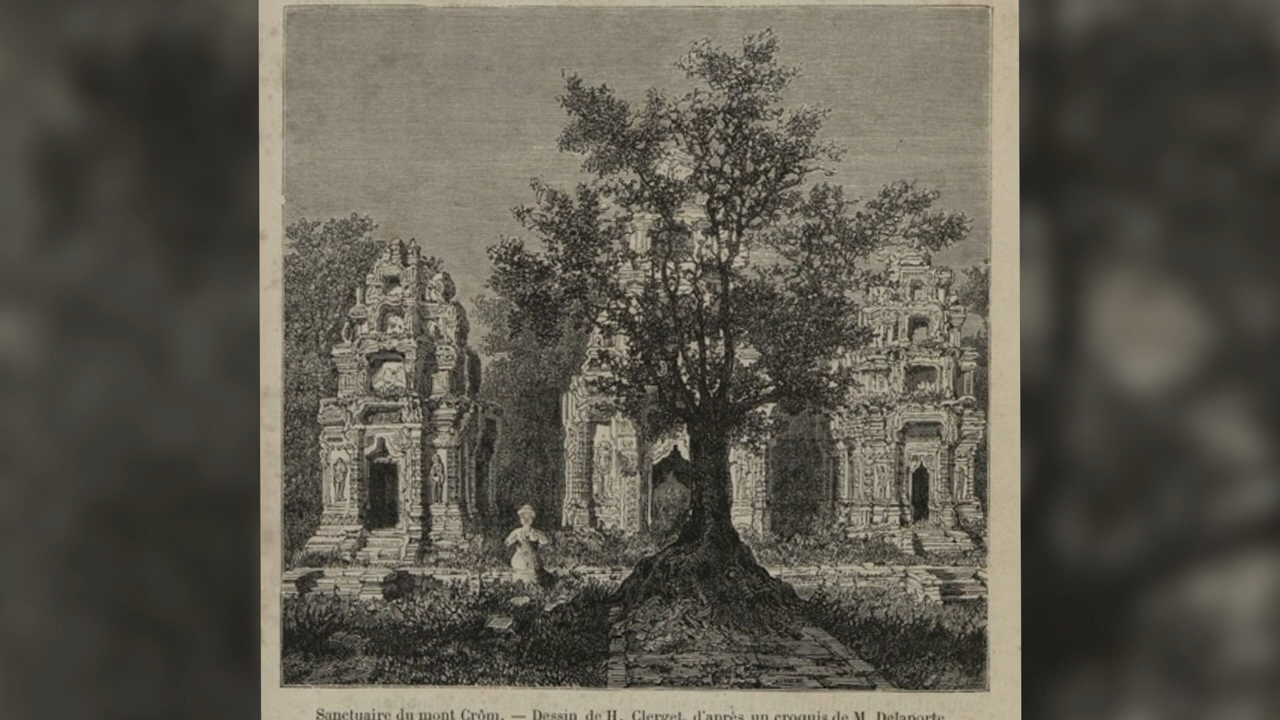 Sanctuaire du mont Crôm. — Dessin de H. Clerget, d'après un croquis de M. Delaporte.